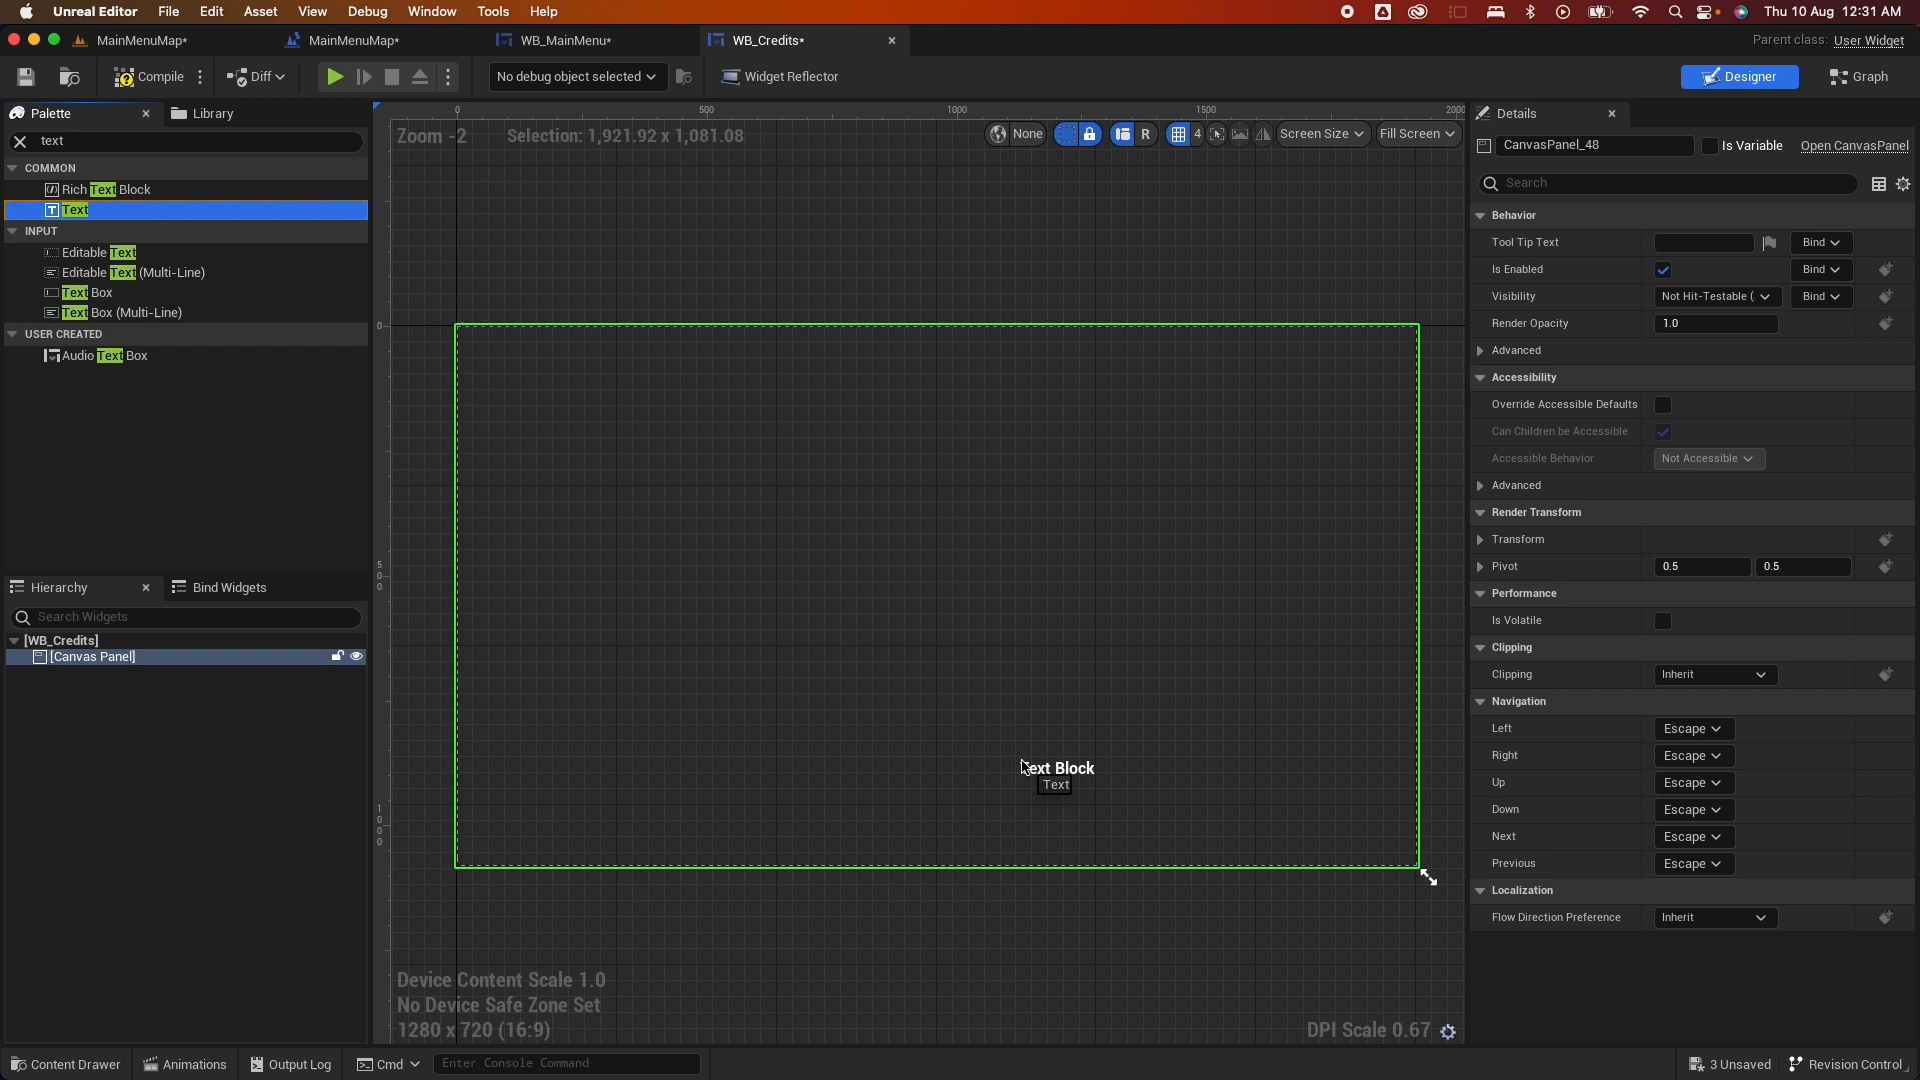 Unreal Editor File Edit Asset View Debug Window Tools Help Thu 10 Aug 12:31 AM
MainMenuMap* MainMenuMap* WB_MainMenu* WB_Credits* Parent class: User Widget
Compile Diff No debug object selected Widget Reflector Designer Graph
Palette Library Details
text
Zoom -2 Selection: 1,921.92 x 1,081.08 None R 4 Screen Size Fill Screen
0 500 1000 1500 2000
CanvasPanel_48 Is Variable Open CanvasPanel
Search
COMMON
Rich Text Block
Text
INPUT
Editable Text
Editable Text (Multi-Line)
Text Box
Text Box (Multi-Line)
USER CREATED
Audio Text Box
Hierarchy Bind Widgets
Search Widgets
[WB_Credits]
[Canvas Panel]
0
500
1000
Text Block
Text
Device Content Scale 1.0
No Device Safe Zone Set
1280 x 720 (16:9)
DPI Scale 0.67
Behavior
Tool Tip Text Bind
Is Enabled Bind
Visibility Not Hit-Testable ( Bind
Render Opacity 1.0
Advanced
Accessibility
Override Accessible Defaults
Can Children be Accessible
Accessible Behavior Not Accessible
Advanced
Render Transform
Transform
Pivot 0.5 0.5
Performance
Is Volatile
Clipping
Clipping Inherit
Navigation
Left Escape
Right Escape
Up Escape
Down Escape
Next Escape
Previous Escape
Localization
Flow Direction Preference Inherit
Content Drawer Animations Output Log Cmd Enter Console Command 3 Unsaved Revision Control